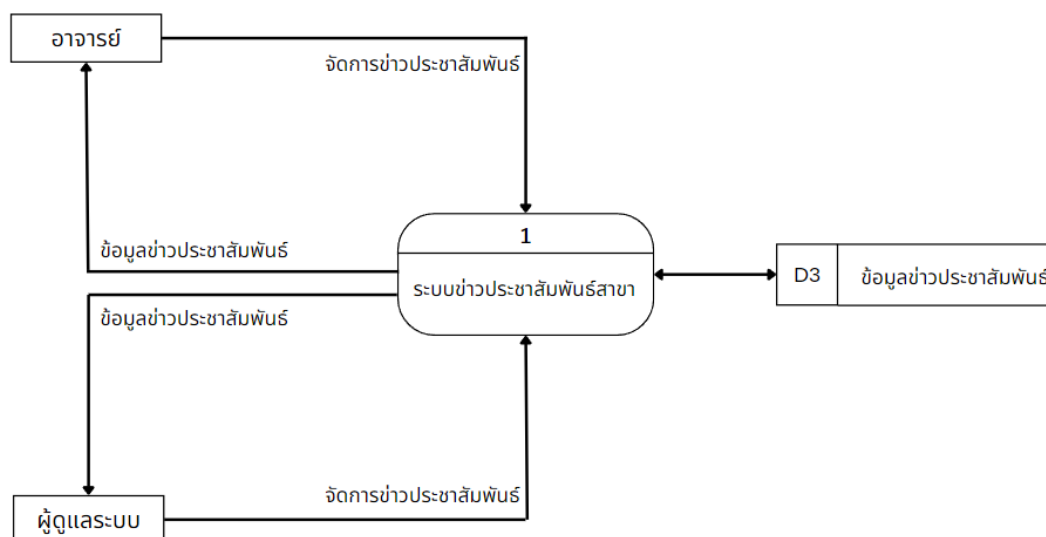 อาจารย์
จัดการข่าวประชาสัมพันธ์
1
ข้อมูลข่าวประชาสัมพันธ์
ระบบข่าวประชาสัมพันธ์สาขา
D3
ข้อมูลข่าวประชาสัมพันธ์
ข้อมูลข่าวประชาสัมพันธ์
จัดการข่าวประชาสัมพันธ์
ผู้ดูแลระบบ